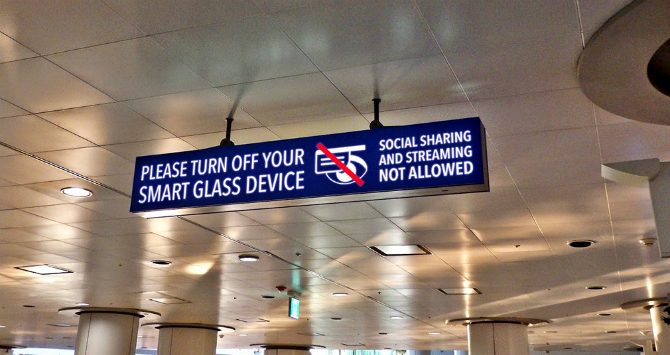 PLEASE TURN OFF YOUR
SMART GLASS DEVICE
SOCIAL SHARING
AND STREAMING
NOT ALLOWED